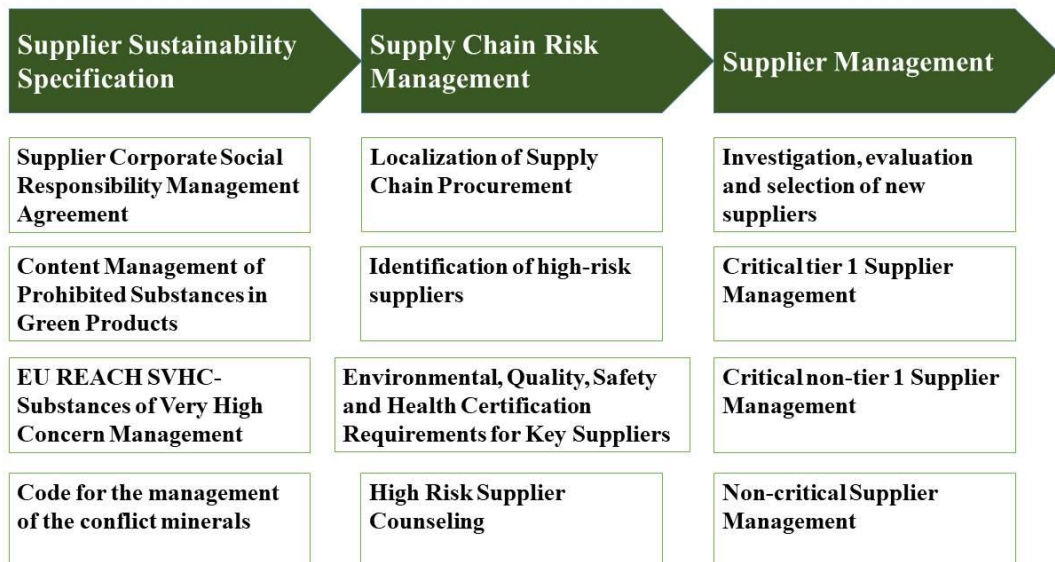 Supplier Sustainability
Specification
Supply Chain Risk
Management
Supplier Management
Supplier Corporate Social
Responsibility Management
Agreement
Localization of Supply
Chain Procurement
Investigation, evaluation
and selection of new
suppliers
Content Management of
Prohibited Substances in
Green Products
Identification of high-risk
suppliers
Critical tier 1 Supplier
Management
EU REACH SVHC-
Substances of Very High
Concern Management
Environmental, Quality, Safety
and Health Certification
Requirements for Key Suppliers
Critical non-tier 1 Supplier
Management
Code for the management
of the conflict minerals
High Risk Supplier
Counseling
Non-critical Supplier
Management